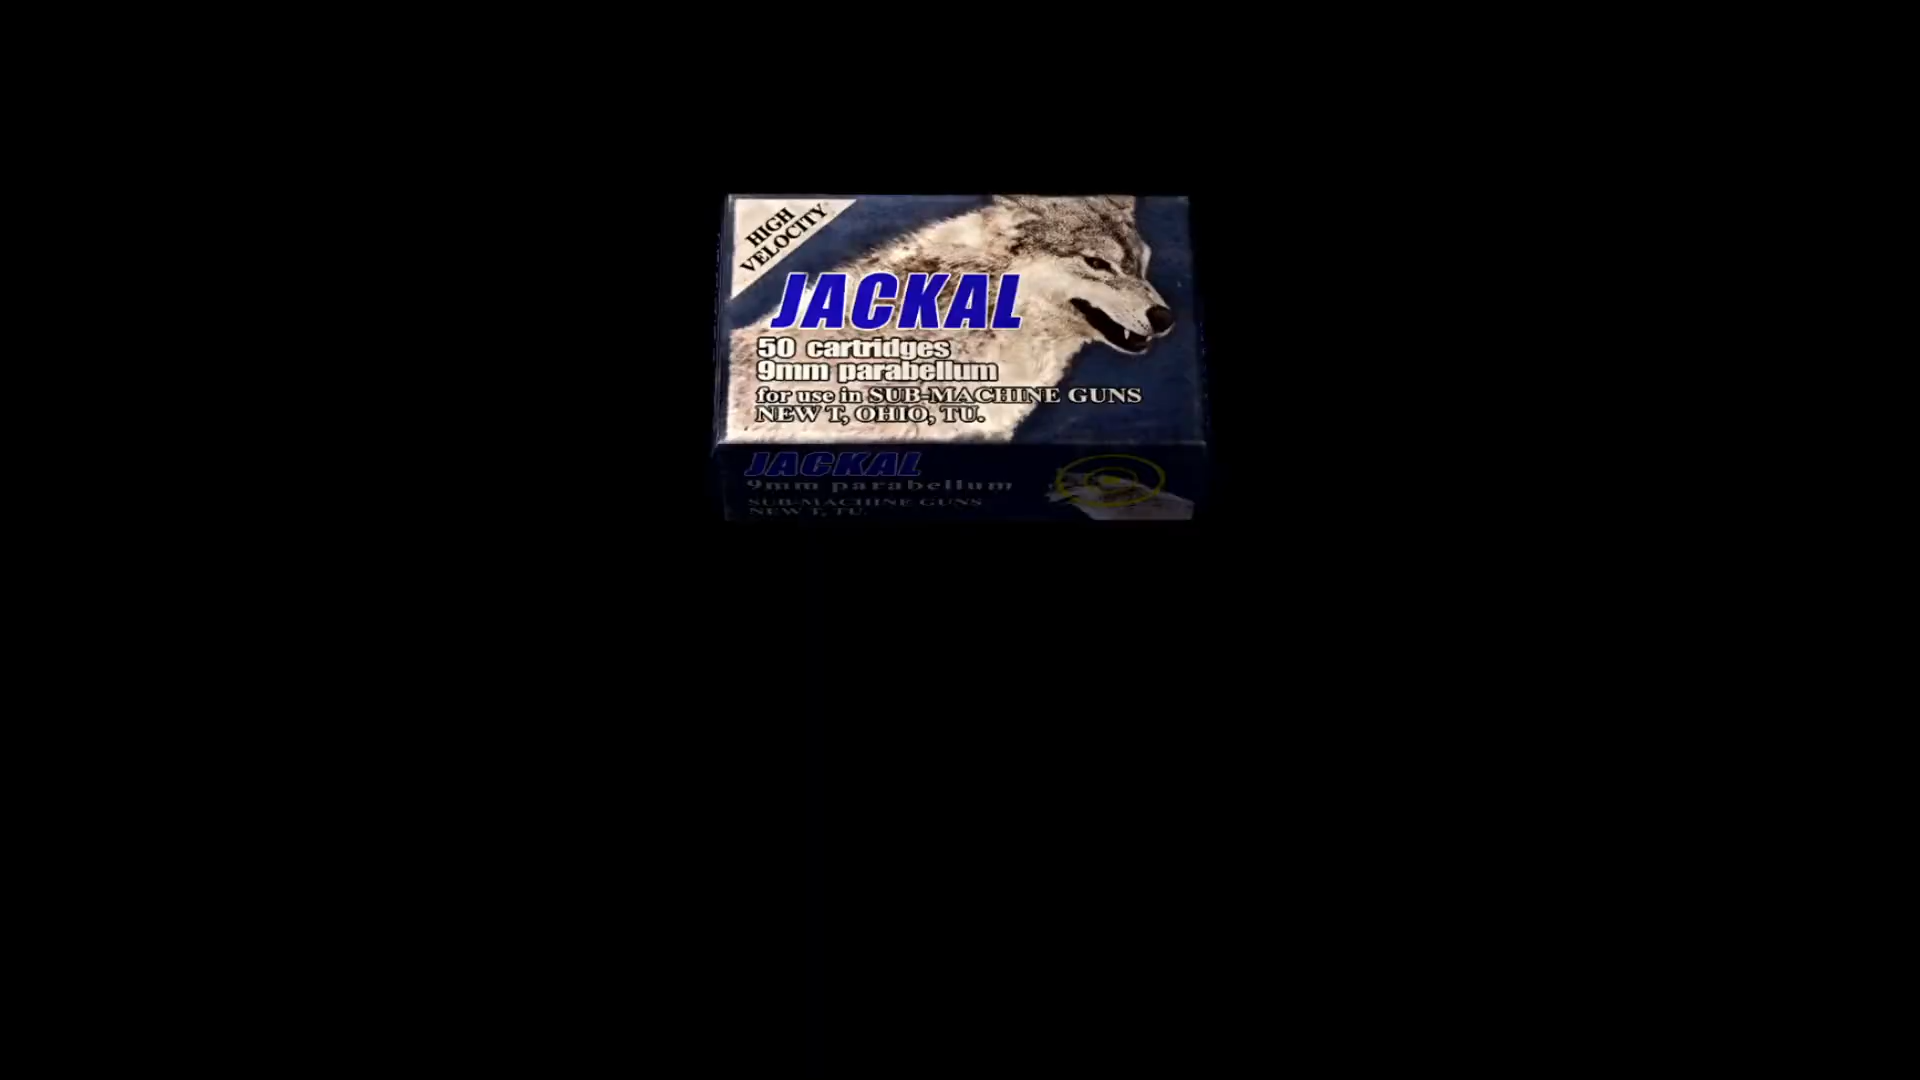 HIGH
VELOCITY
JACKAL
50 cartridges
9mm parabellum
for use in SUB-MACHINE GUNS
NEW T, OHIO, TU.
JACKAL
9mm parabellum
SUB-MACHINE GUNS
NEW T, TU.